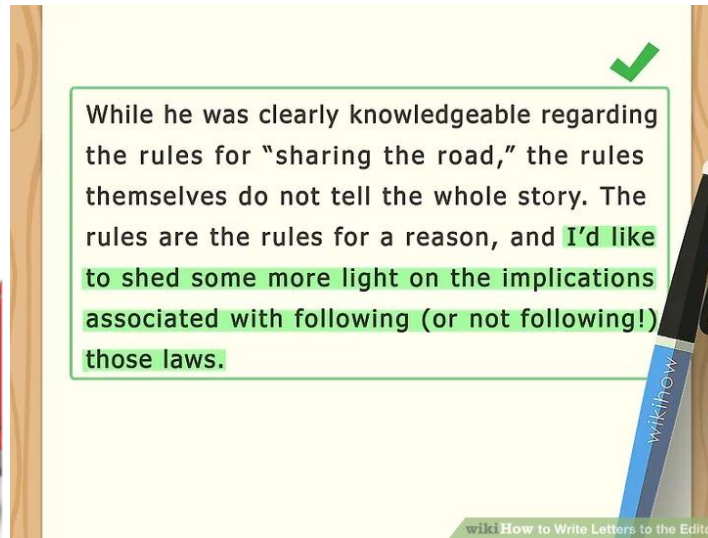 While he was clearly knowledgeable regarding
the rules for “sharing the road,” the rules
themselves do not tell the whole story. The
rules are the rules for a reason, and I’d like
to shed some more light on the implications
associated with following (or not following!)
those laws.
wikihow
wikiHow to Write Letters to the Edito